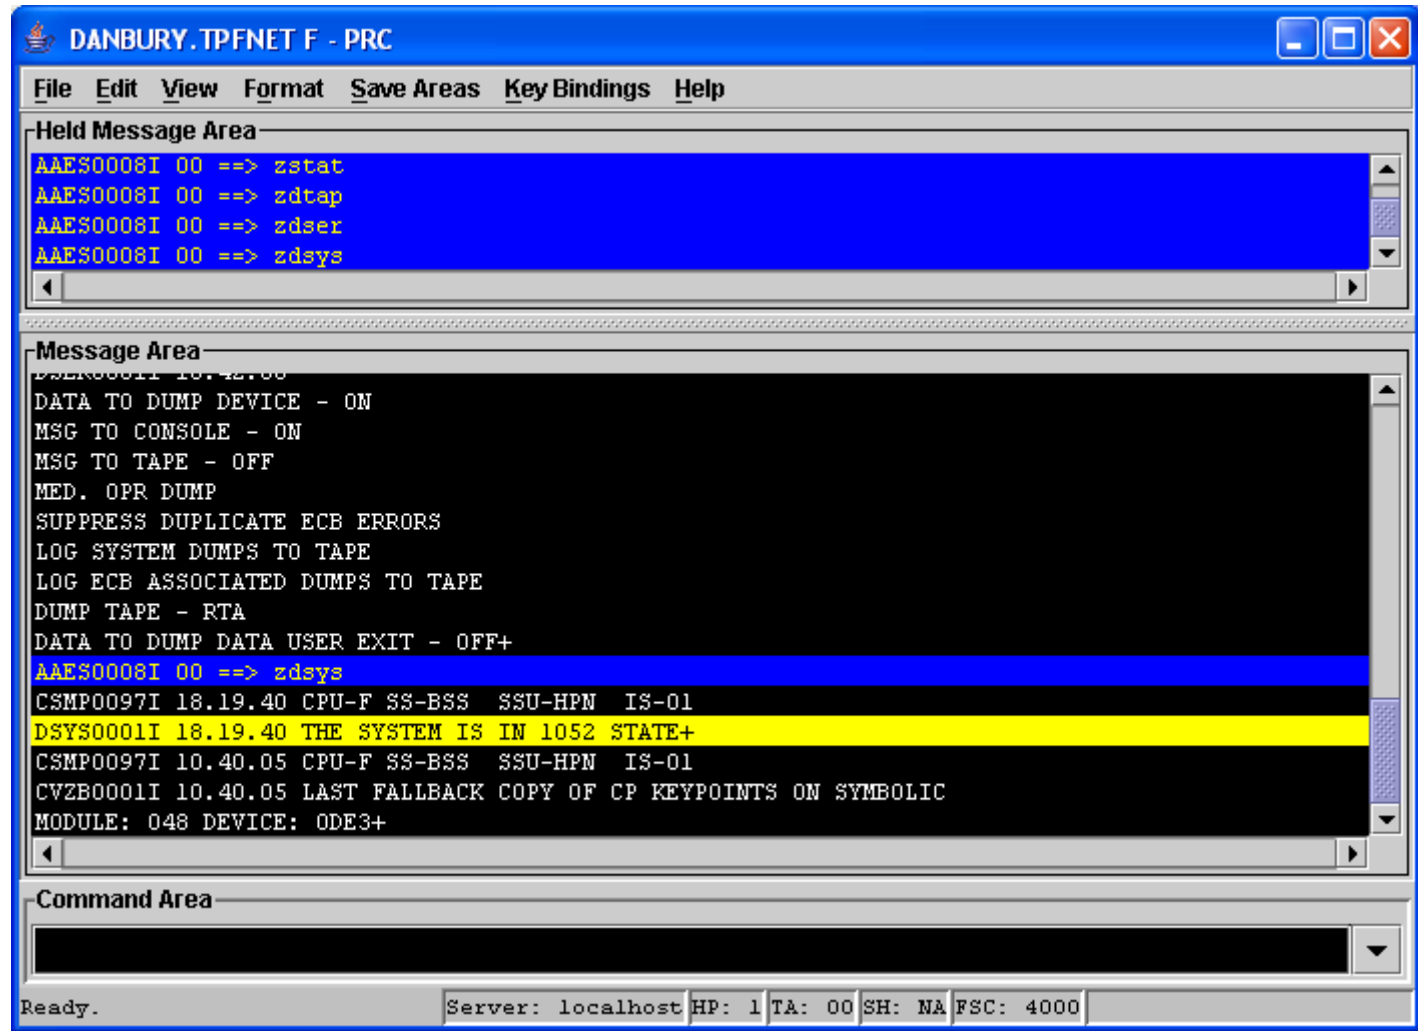 DANBURY.TPFNET F - PRC
File Edit View Format Save Areas Key Bindings Help
Held Message Area
AAES0008I 00 ==> zstat
AAES0008I 00 ==> zdtap
AAES0008I 00 ==> zdser
AAES0008I 00 ==> zdsys
Message Area
DATA TO DUMP DEVICE - ON
MSG TO CONSOLE - ON
MSG TO TAPE - OFF
MED. OPR DUMP
SUPPRESS DUPLICATE ECB ERRORS
LOG SYSTEM DUMPS TO TAPE
LOG ECB ASSOCIATED DUMPS TO TAPE
DUMP TAPE - RTA
DATA TO DUMP DATA USER EXIT - OFF+
AAES0008I 00 ==> zdsys
CSMP0097I 18.19.40 CPU-F SS-BSS SSU-HPN IS-01
DSYS0001I 18.19.40 THE SYSTEM IS IN 1052 STATE+
CSMP0097I 10.40.05 CPU-F SS-BSS SSU-HPN IS-01
CVZB0001I 10.40.05 LAST FALLBACK COPY OF CP KEYPOINTS ON SYMBOLIC
MODULE: 048 DEVICE: 0DE3+
Command Area
Ready. Server: localhost HP: 1 TA: 00 SH: NA FSC: 4000